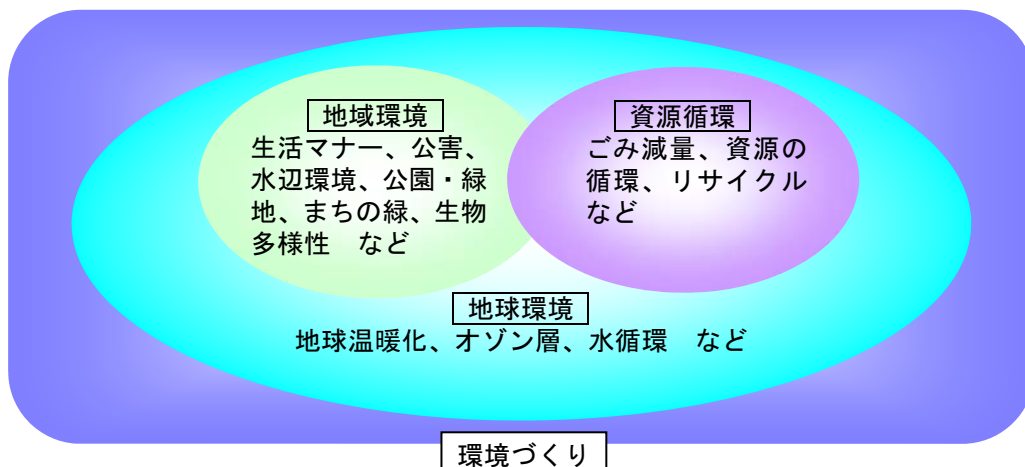 地域環境
生活マナー、公害、
水辺環境、公園・緑
地、まちの緑、生物
多様性　など
資源循環
ごみ減量、資源の
循環、リサイクル
など
地球環境
地球温暖化、オゾン層、水循環　など
環境づくり